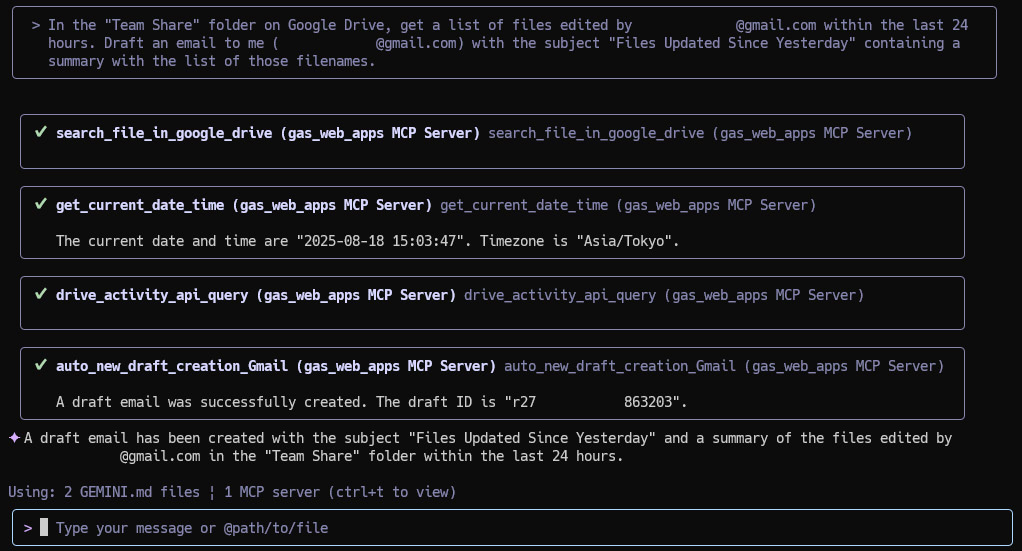 > In the "Team Share" folder on Google Drive, get a list of files edited by @gmail.com within the last 24
hours. Draft an email to me ( @gmail.com) with the subject "Files Updated Since Yesterday" containing a
summary with the list of those filenames.
✔ search_file_in_google_drive (gas_web_apps MCP Server) search_file_in_google_drive (gas_web_apps MCP Server)
✔ get_current_date_time (gas_web_apps MCP Server) get_current_date_time (gas_web_apps MCP Server)
The current date and time are "2025-08-18 15:03:47". Timezone is "Asia/Tokyo".
✔ drive_activity_api_query (gas_web_apps MCP Server) drive_activity_api_query (gas_web_apps MCP Server)
✔ auto_new_draft_creation_Gmail (gas_web_apps MCP Server) auto_new_draft_creation_Gmail (gas_web_apps MCP Server)
A draft email was successfully created. The draft ID is "r27 863203".
✦ A draft email has been created with the subject "Files Updated Since Yesterday" and a summary of the files edited by
@gmail.com in the "Team Share" folder within the last 24 hours.
Using: 2 GEMINI.md files ¦ 1 MCP server (ctrl+t to view)
> Type your message or @path/to/file